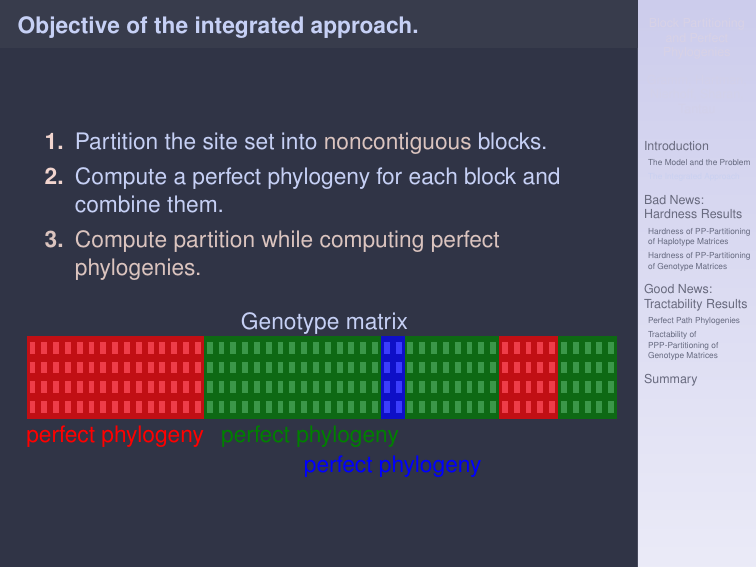 Objective of the integrated approach.
1. Partition the site set into noncontiguous blocks.
2. Compute a perfect phylogeny for each block and
combine them.
3. Compute partition while computing perfect
phylogenies.
Genotype matrix
perfect phylogeny perfect phylogeny
perfect phylogeny
Introduction
The Model and the Problem
Bad News:
Hardness Results
Hardness of PP-Partitioning
of Haplotype Matrices
Hardness of PP-Partitioning
of Genotype Matrices
Good News:
Tractability Results
Perfect Path Phylogenies
Tractability of
PPP-Partitioning of
Genotype Matrices
Summary